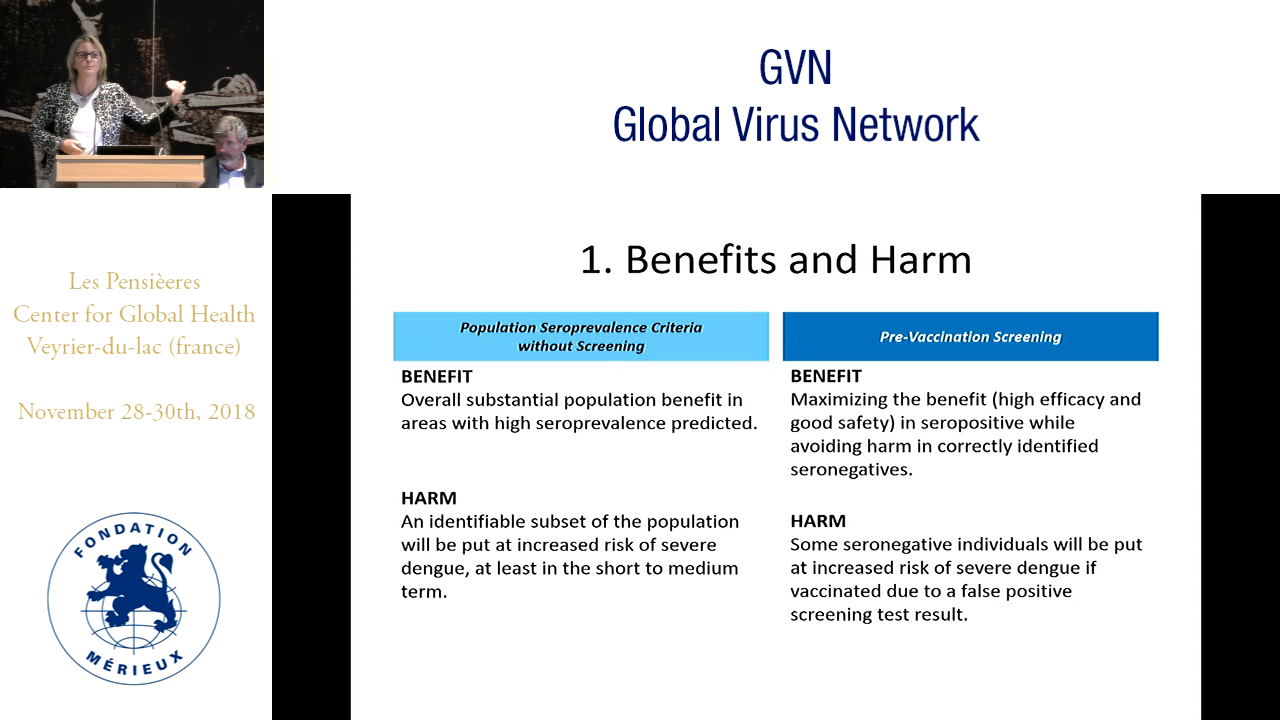 GVN
Global Virus Network
Les Pensièeres
Center for Global Health
Veyrier-du-lac (france)
November 28-30th, 2018
FONDATION
MÉRIEUX
1. Benefits and Harm
Population Seroprevalence Criteria
without Screening
BENEFIT
Overall substantial population benefit in
areas with high seroprevalence predicted.
HARM
An identifiable subset of the population
will be put at increased risk of severe
dengue, at least in the short to medium
term.
Pre-Vaccination Screening
BENEFIT
Maximizing the benefit (high efficacy and
good safety) in seropositive while
avoiding harm in correctly identified
seronegatives.
HARM
Some seronegative individuals will be put
at increased risk of severe dengue if
vaccinated due to a false positive
screening test result.